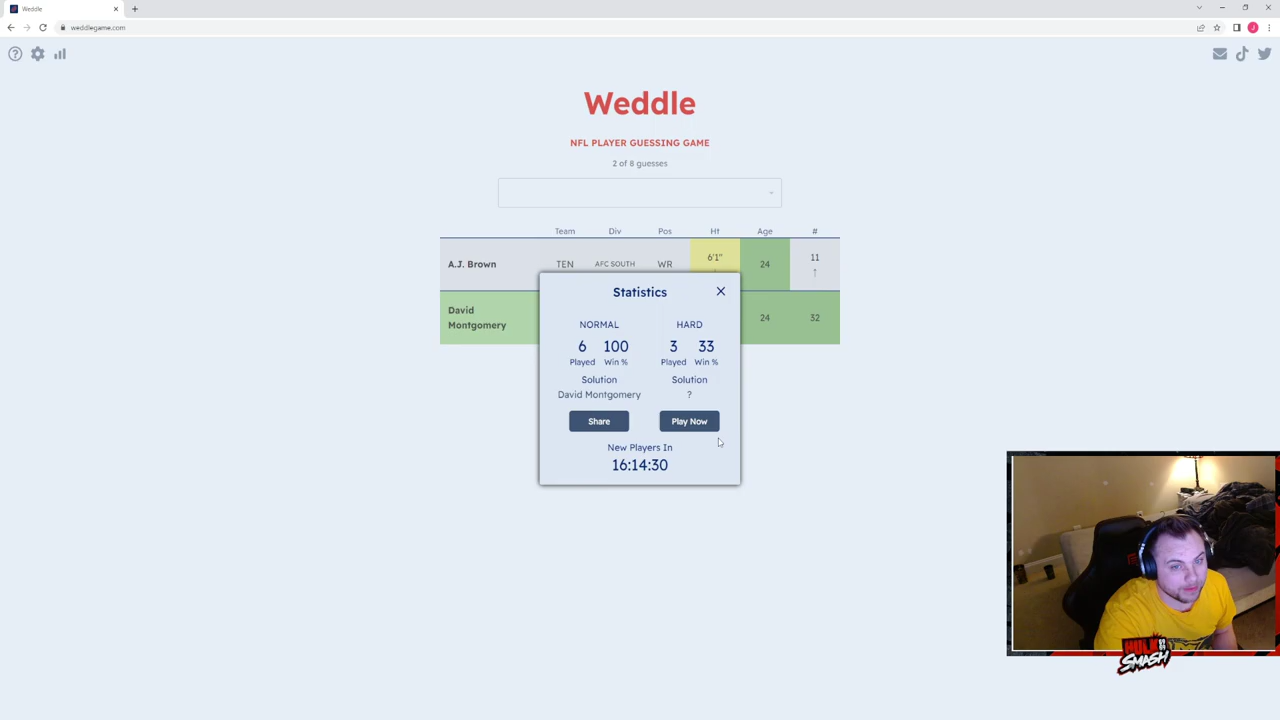 Weddle
weddlegame.com
J
Weddle
NFL PLAYER GUESSING GAME
2 of 8 guesses
Team Div Pos Ht Age #
A.J. Brown TEN AFC SOUTH WR 6'1" 24 11 ↑
David Montgomery 24 32
Statistics
NORMAL HARD
6 100 3 33
Played Win % Played Win %
Solution Solution
David Montgomery ?
Share Play Now
New Players In
16:14:30
HULK
SMASH